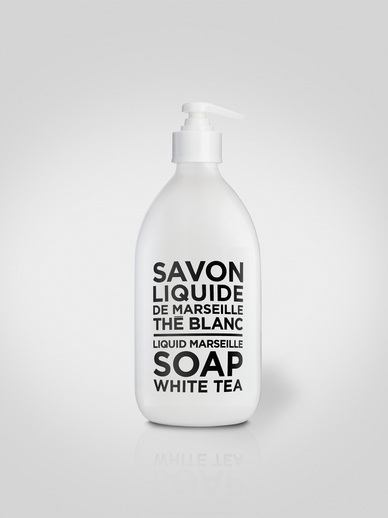 SAVON
LIQUIDE
DE MARSEILLE
THÉ BLANC
LIQUID MARSEILLE
SOAP
WHITE TEA